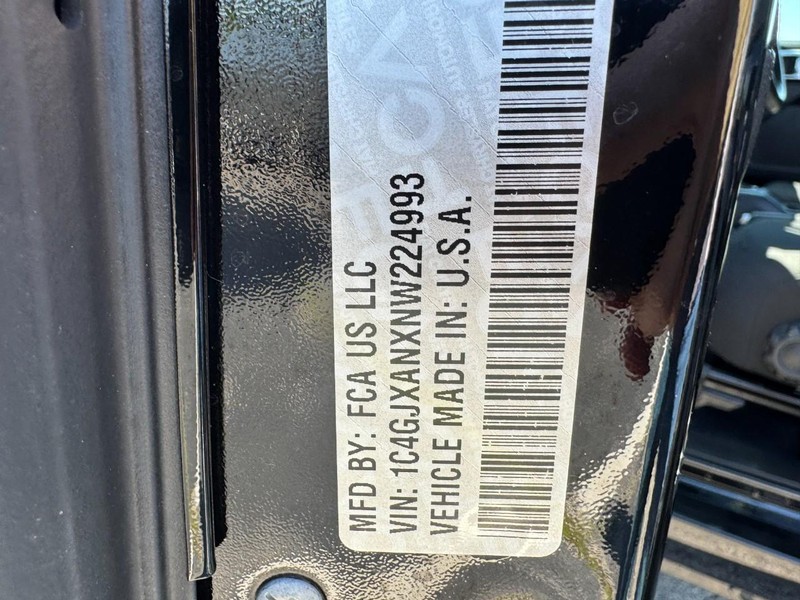 MFD BY: FCA US LLC
VIN: 1C4GJXANXNW224993
VEHICLE MADE IN: U.S.A.